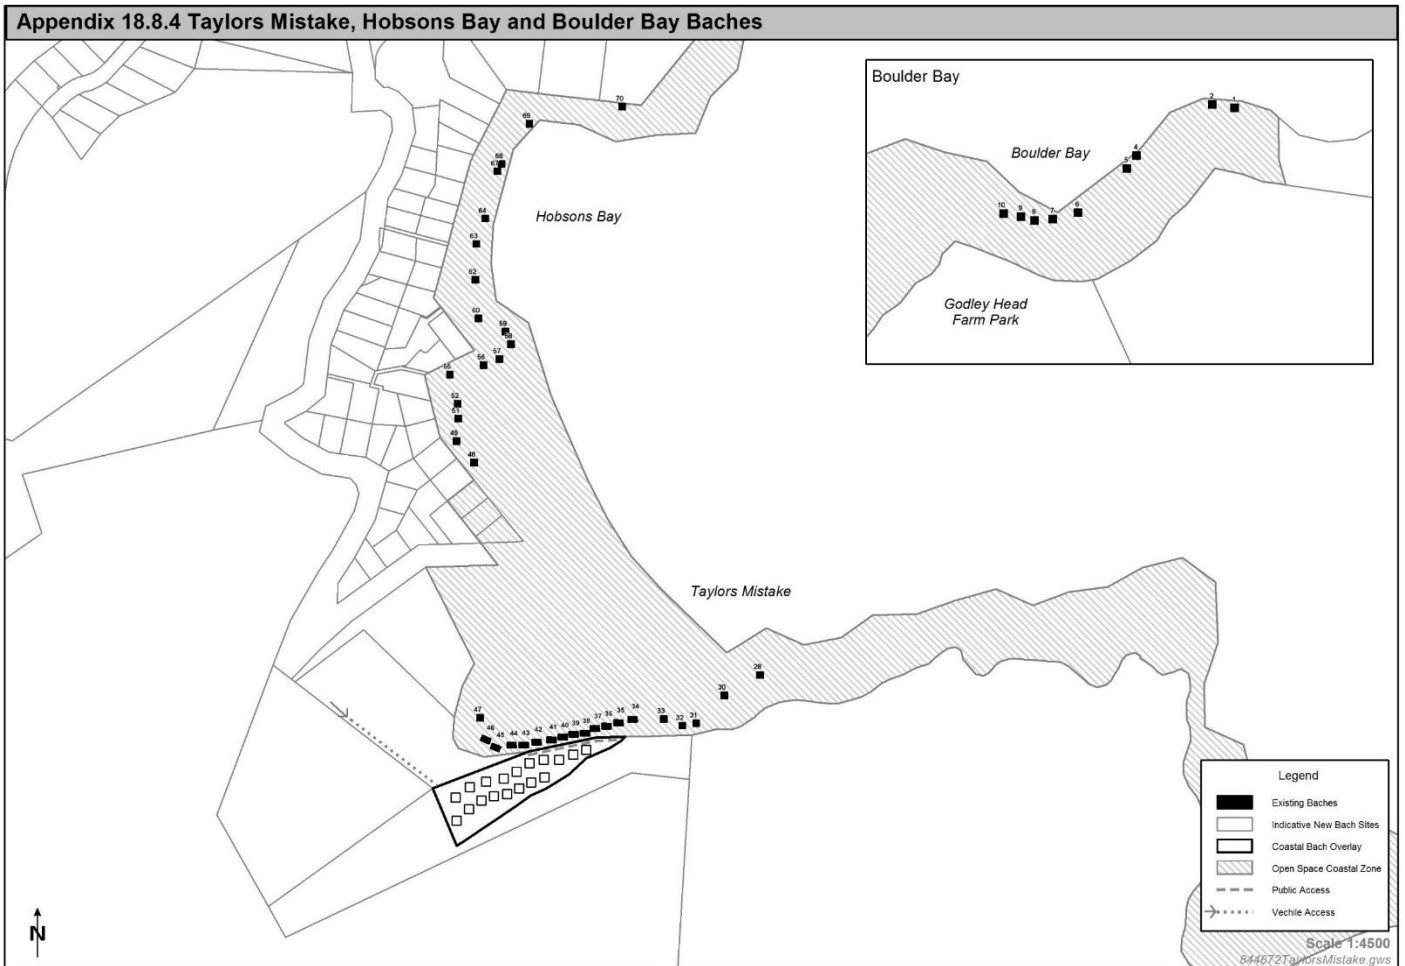 Appendix 18.8.4 Taylors Mistake, Hobsons Bay and Boulder Bay Baches
Boulder Bay
2
1
Boulder Bay
4
5
10
9
8
7
6
Godley Head
Farm Park
70
69
68
67
64
Hobsons Bay
63
62
60
59
58
57
56
55
52
51
49
48
Taylors Mistake
28
30
47
46
45
44
43
42
41
40
39
38
37
36
35
34
33
32
31
Legend
Existing Baches
Indicative New Bach Sites
Coastal Bach Overlay
Open Space Coastal Zone
Public Access
Vechile Access
N
Scale 1:4500
844672TaylorsMistake.gws